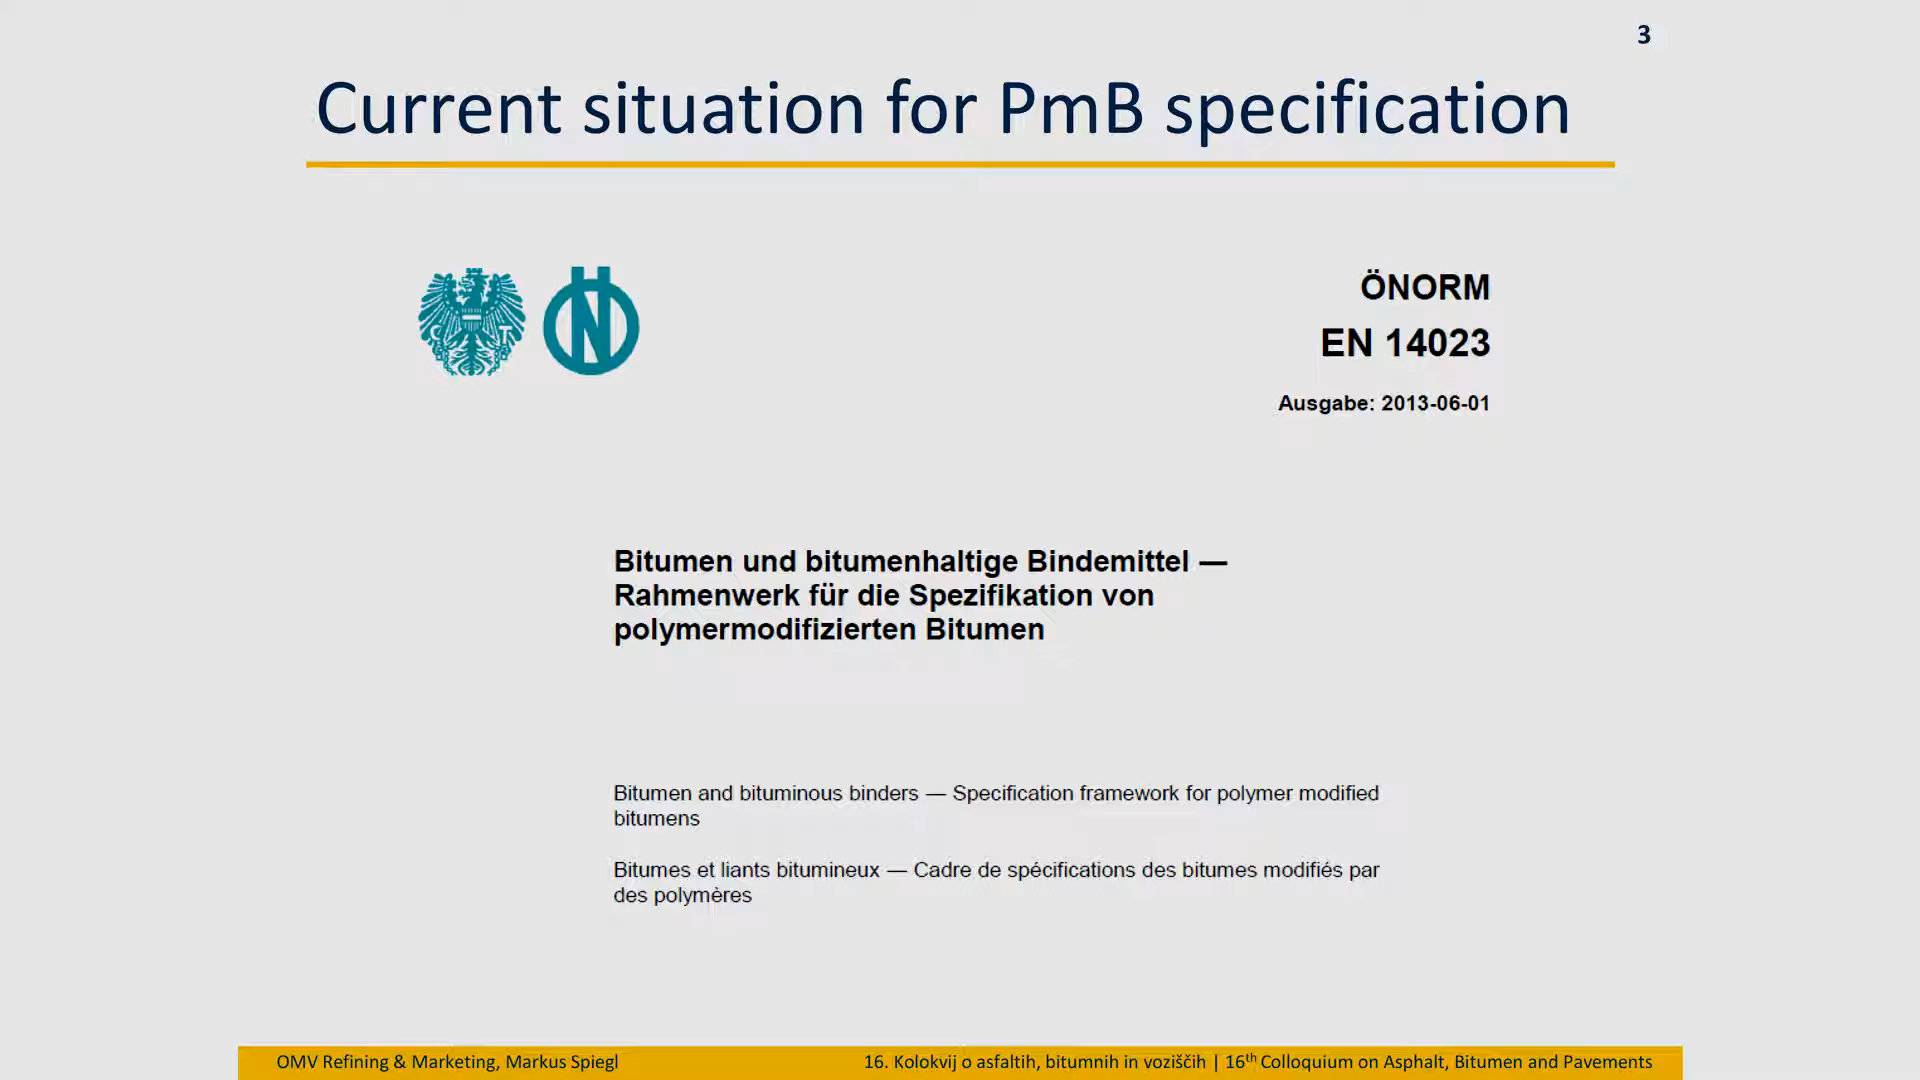 3
Current situation for PmB specification
ÖNORM
EN 14023
Ausgabe: 2013-06-01
Bitumen und bitumenhaltige Bindemittel —
Rahmenwerk für die Spezifikation von
polymermodifizierten Bitumen
Bitumen and bituminous binders — Specification framework for polymer modified
bitumens
Bitumes et liants bitumineux — Cadre de spécifications des bitumes modifiés par
des polymères
OMV Refining & Marketing, Markus Spiegl
16. Kolokvij o asfaltih, bitumnih in voziščih | 16th Colloquium on Asphalt, Bitumen and Pavements